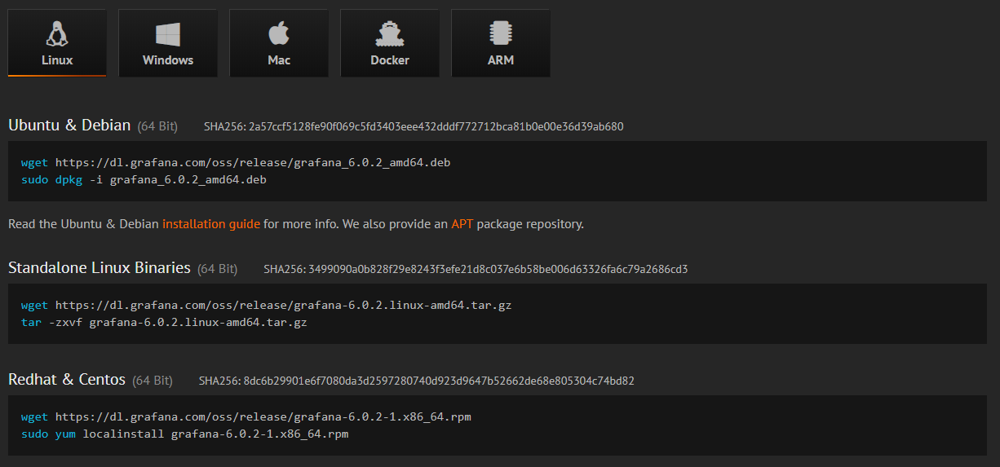 Linux
Windows
Mac
Docker
ARM
Ubuntu & Debian (64 Bit) SHA256: 2a57ccf5128fe90f069c5fd3403eee432dddf772712bca81b0e00e36d39ab680
wget https://dl.grafana.com/oss/release/grafana_6.0.2_amd64.deb
sudo dpkg -i grafana_6.0.2_amd64.deb
Read the Ubuntu & Debian installation guide for more info. We also provide an APT package repository.
Standalone Linux Binaries (64 Bit) SHA256: 3499090a0b828f29e8243f3efe21d8c037e6b58be006d63326fa6c79a2686cd3
wget https://dl.grafana.com/oss/release/grafana-6.0.2.linux-amd64.tar.gz
tar -zxvf grafana-6.0.2.linux-amd64.tar.gz
Redhat & Centos (64 Bit) SHA256: 8dc6b29901e6f7080da3d2597280740d923d9647b52662de68e805304c74bd82
wget https://dl.grafana.com/oss/release/grafana-6.0.2-1.x86_64.rpm
sudo yum localinstall grafana-6.0.2-1.x86_64.rpm